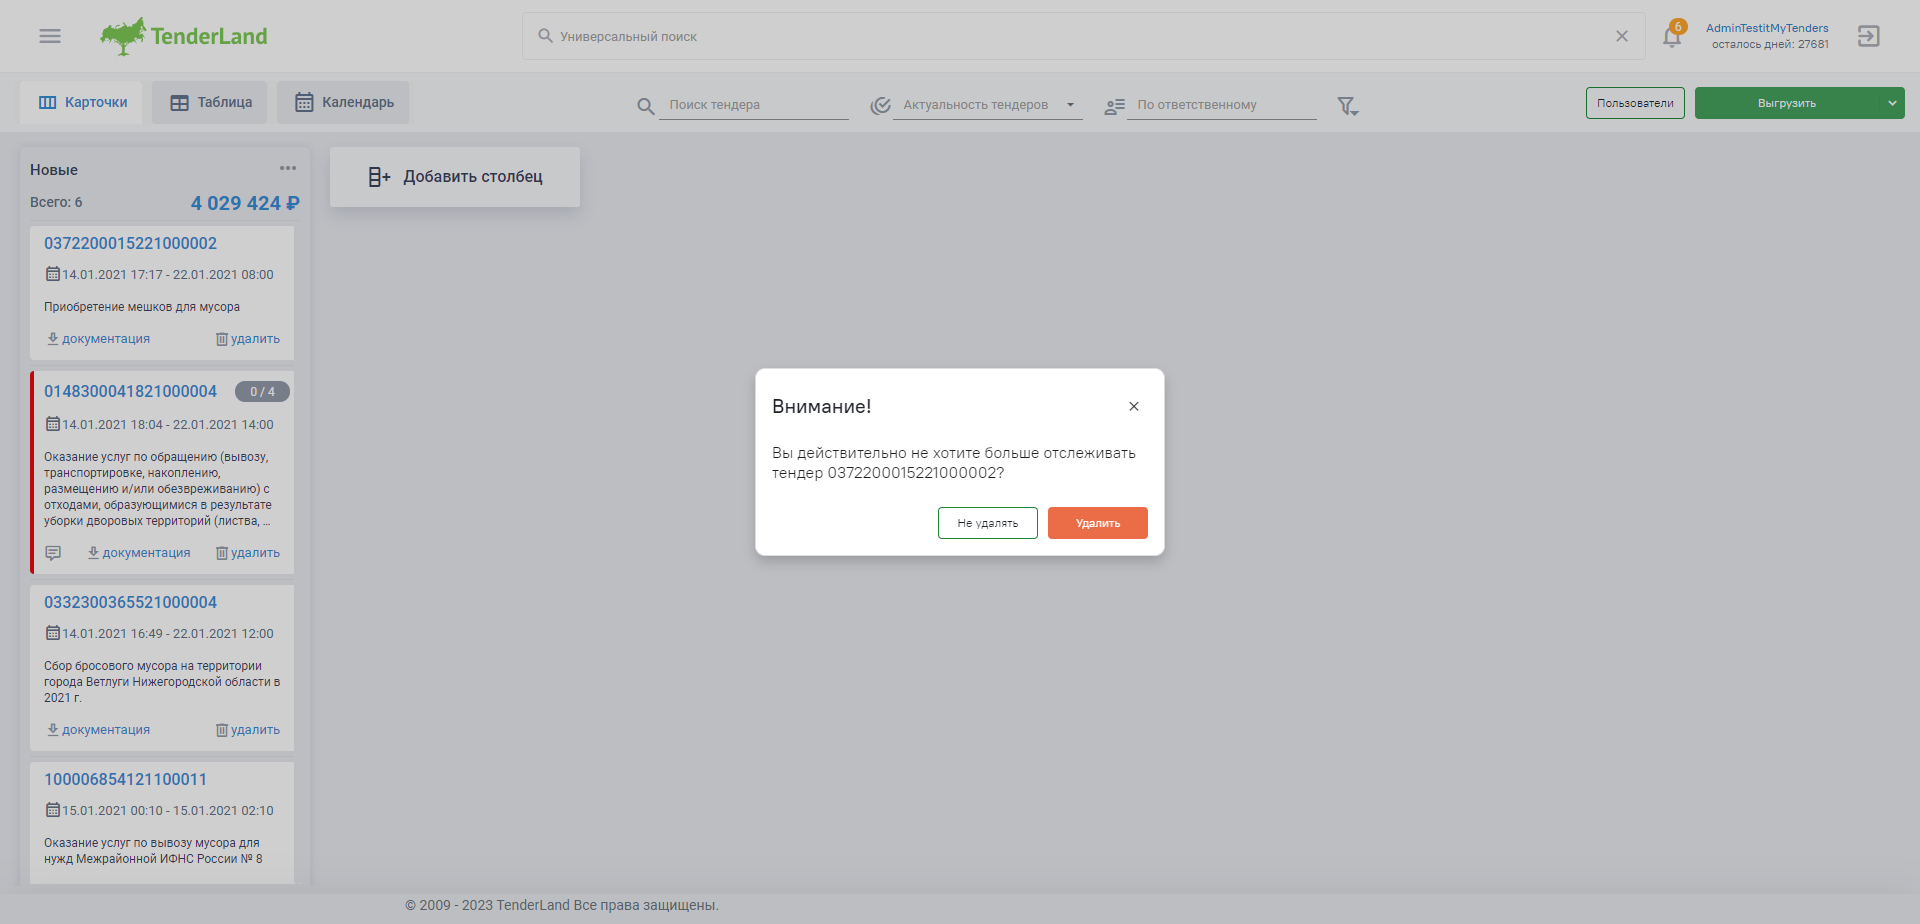 TenderLand
Универсальный поиск
6
AdminTestitMyTenders
осталось дней: 27681
Карточки
Таблица
Календарь
Поиск тендера
Актуальность тендеров
По ответственному
Пользователи
Выгрузить
Новые
Всего: 6
4 029 424 ₽
Добавить столбец
0372200015221000002
14.01.2021 17:17 - 22.01.2021 08:00
Приобретение мешков для мусора
документация
удалить
0148300041821000004
0 / 4
14.01.2021 18:04 - 22.01.2021 14:00
Оказание услуг по обращению (вывозу,
транспортировке, накоплению,
размещению и/или обезвреживанию) с
отходами, образующимися в результате
уборки дворовых территорий (листва, ...
документация
удалить
0332300365521000004
14.01.2021 16:49 - 22.01.2021 12:00
Сбор бросового мусора на территории
города Ветлуги Нижегородской области в
2021 г.
документация
удалить
100006854121100011
15.01.2021 00:10 - 15.01.2021 02:10
Оказание услуг по вывозу мусора для
нужд Межрайонной ИФНС России № 8
Внимание!
Вы действительно не хотите больше отслеживать
тендер 0372200015221000002?
Не удалять
Удалить
© 2009 - 2023 TenderLand Все права защищены.